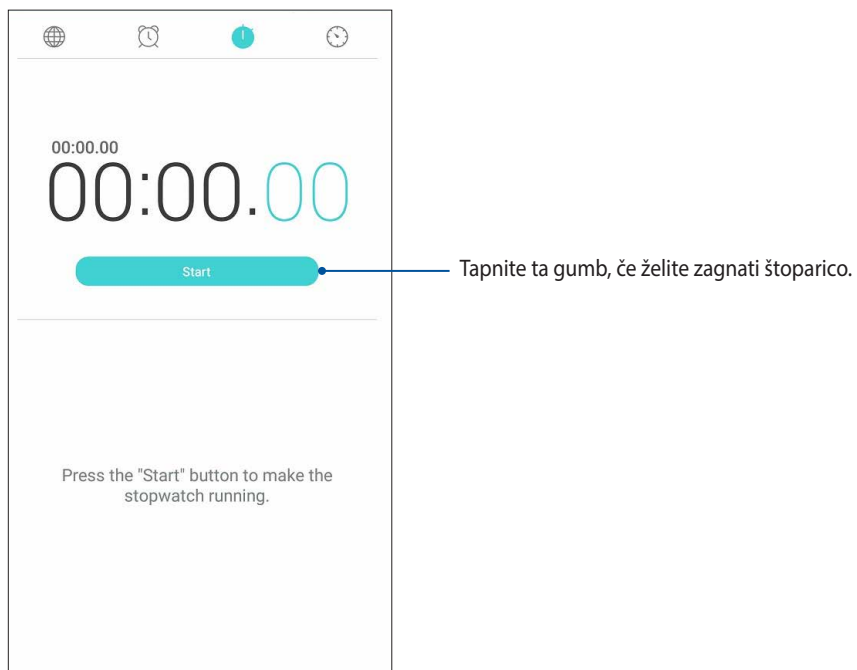 00:00.00
00:00.00
Start
Tapnite ta gumb, če želite zagnati štoparico.
Press the "Start" button to make the
stopwatch running.